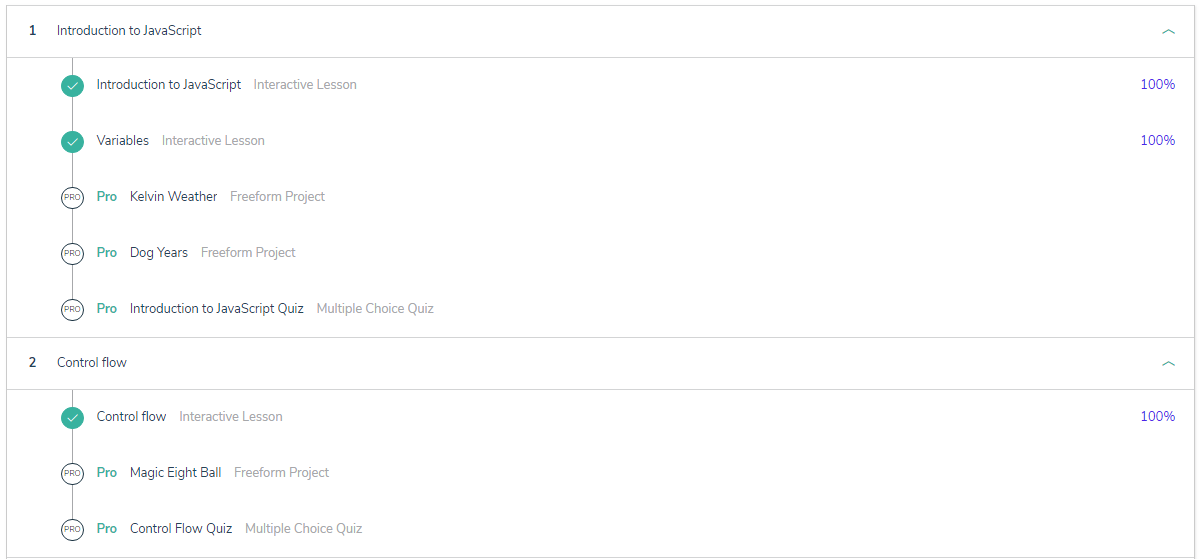 1 Introduction to JavaScript
Introduction to JavaScript Interactive Lesson 100%
Variables Interactive Lesson 100%
PRO Pro Kelvin Weather Freeform Project
PRO Pro Dog Years Freeform Project
PRO Pro Introduction to JavaScript Quiz Multiple Choice Quiz
2 Control flow
Control flow Interactive Lesson 100%
PRO Pro Magic Eight Ball Freeform Project
PRO Pro Control Flow Quiz Multiple Choice Quiz